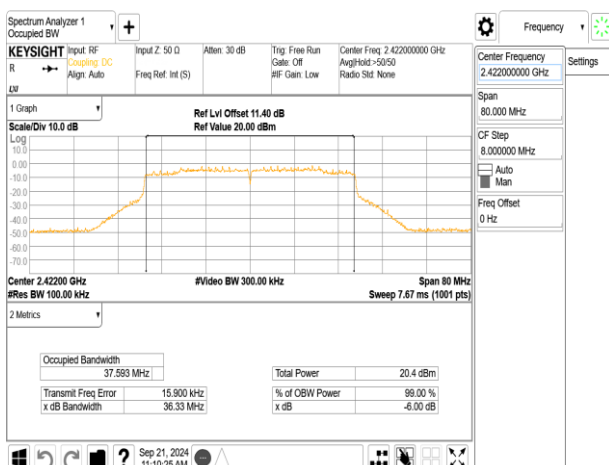 Spectrum Analyzer 1
Occupied BW
Frequency
KEYSIGHT Input: RF Input Z: 50 Ω Atten: 30 dB Trig: Free Run Center Freq: 2.422000000 GHz
R Coupling: DC Gate: Off Avg|Hold:>50/50
Align: Auto Freq Ref: Int (S) #IF Gain: Low Radio Std: None
Center Frequency
2.422000000 GHz
Settings
Span
80.000 MHz
CF Step
8.000000 MHz
Auto
Man
Freq Offset
0 Hz
1 Graph
Ref Lvl Offset 11.40 dB
Scale/Div 10.0 dB Ref Value 20.00 dBm
Log
10.0
0.00
-10.0
-20.0
-30.0
-40.0
-50.0
-60.0
-70.0
Center 2.42200 GHz #Video BW 300.00 kHz Span 80 MHz
#Res BW 100.00 kHz Sweep 7.67 ms (1001 pts)
2 Metrics
Occupied Bandwidth
37.593 MHz Total Power 20.4 dBm
Transmit Freq Error 15.900 kHz % of OBW Power 99.00 %
x dB Bandwidth 36.33 MHz x dB -6.00 dB
Sep 21, 2024
11:10:25 AM